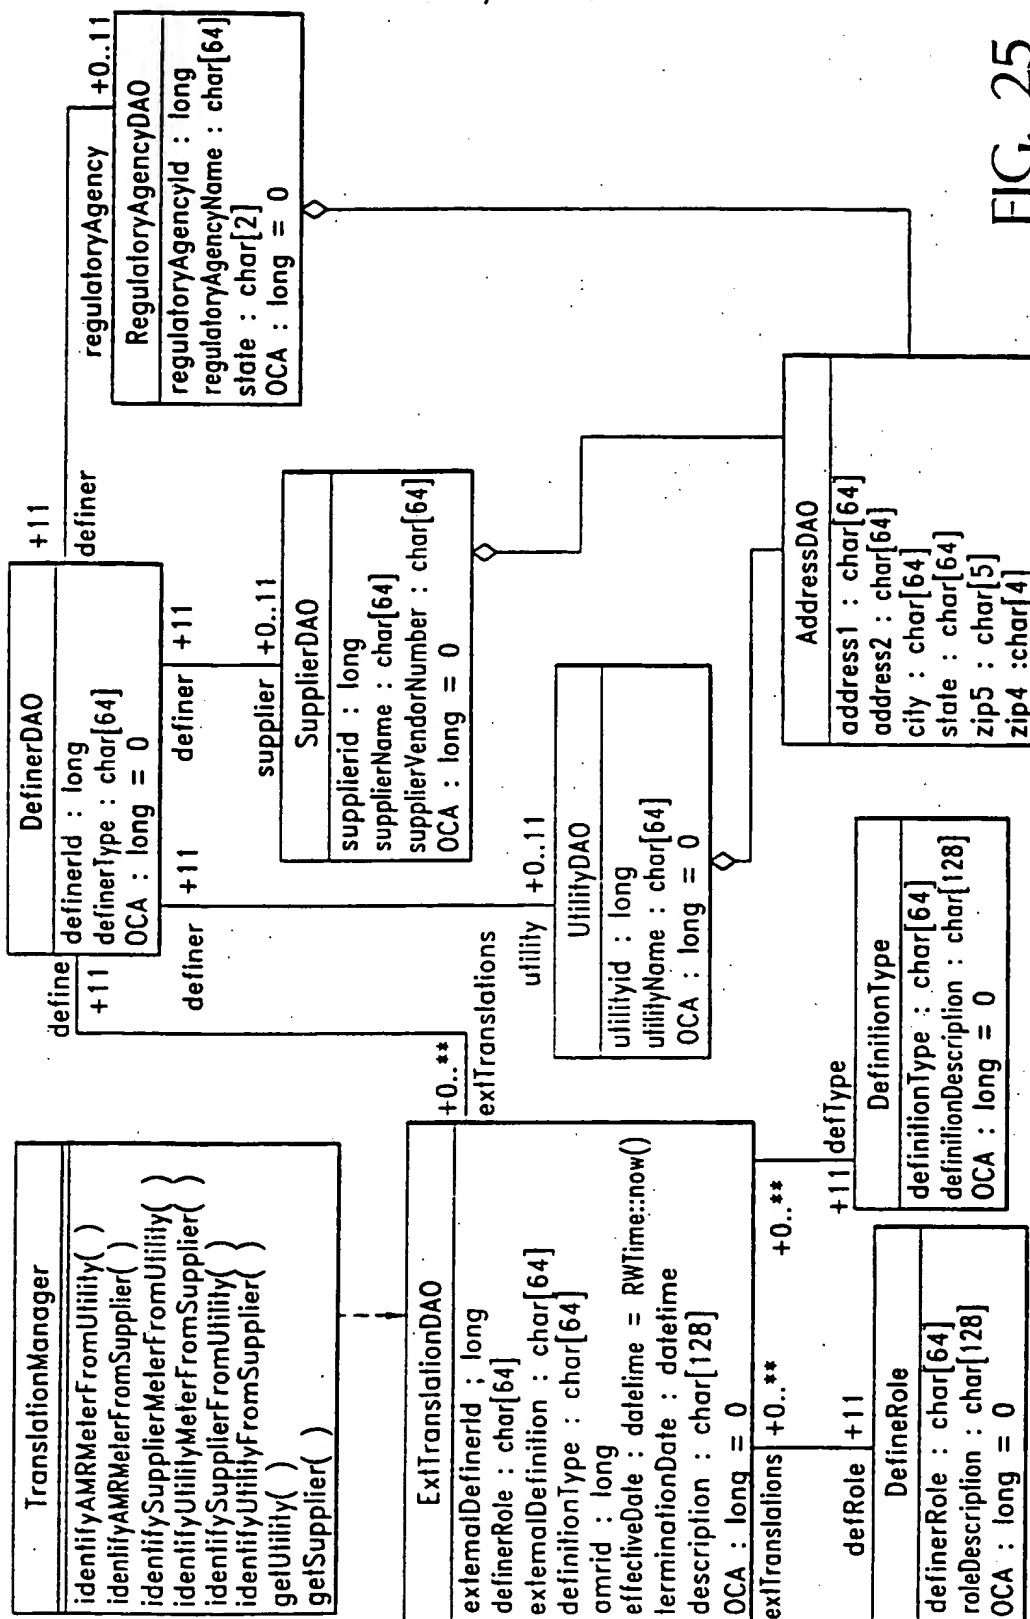 TranslationManager
identifyAMRMeterFromUtility( )
identifyAMRMeterFromSupplier( )
identifySupplierMeterFromUtility( )
identifyUtilityMeterFromSupplier( )
identifySupplierFromUtility( )
identifyUtilityFromSupplier( )
getUtility( )
getSupplier( )
define
+11
DefinerDAO
definerId : long
definerType : char[64]
OCA : long = 0
+11
definer
regulatoryAgency
+0..11
definer
+11
definer
+11
supplier
+0..11
RegulatoryAgencyDAO
regulatoryAgencyId : long
regulatoryAgencyName : char[64]
state : char[2]
OCA : long = 0
SupplierDAO
supplierid : long
supplierName : char[64]
supplierVendorNumber : char[64]
OCA : long = 0
+0..**
extTranslations
utility
+0..11
ExtTranslationDAO
externalDefinerId : long
definerRole : char[64]
externalDefinition : char[64]
definitionType : char[64]
amrid : long
effectiveDate : datetime = RWTime::now()
terminationDate : datetime
description : char[128]
OCA : long = 0
UtilityDAO
utilityid : long
utilityName : char[64]
OCA : long = 0
AddressDAO
address1 : char[64]
address2 : char[64]
city : char[64]
state : char[64]
zip5 : char[5]
zip4 :char[4]
extTranslations
+0..**
+0..**
defRole
+11
+11
defType
DefineRole
definerRole : char[64]
roleDescription : char[128]
OCA : long = 0
DefinitionType
definitionType : char[64]
definitionDescription : char[128]
OCA : long = 0
FIG. 25